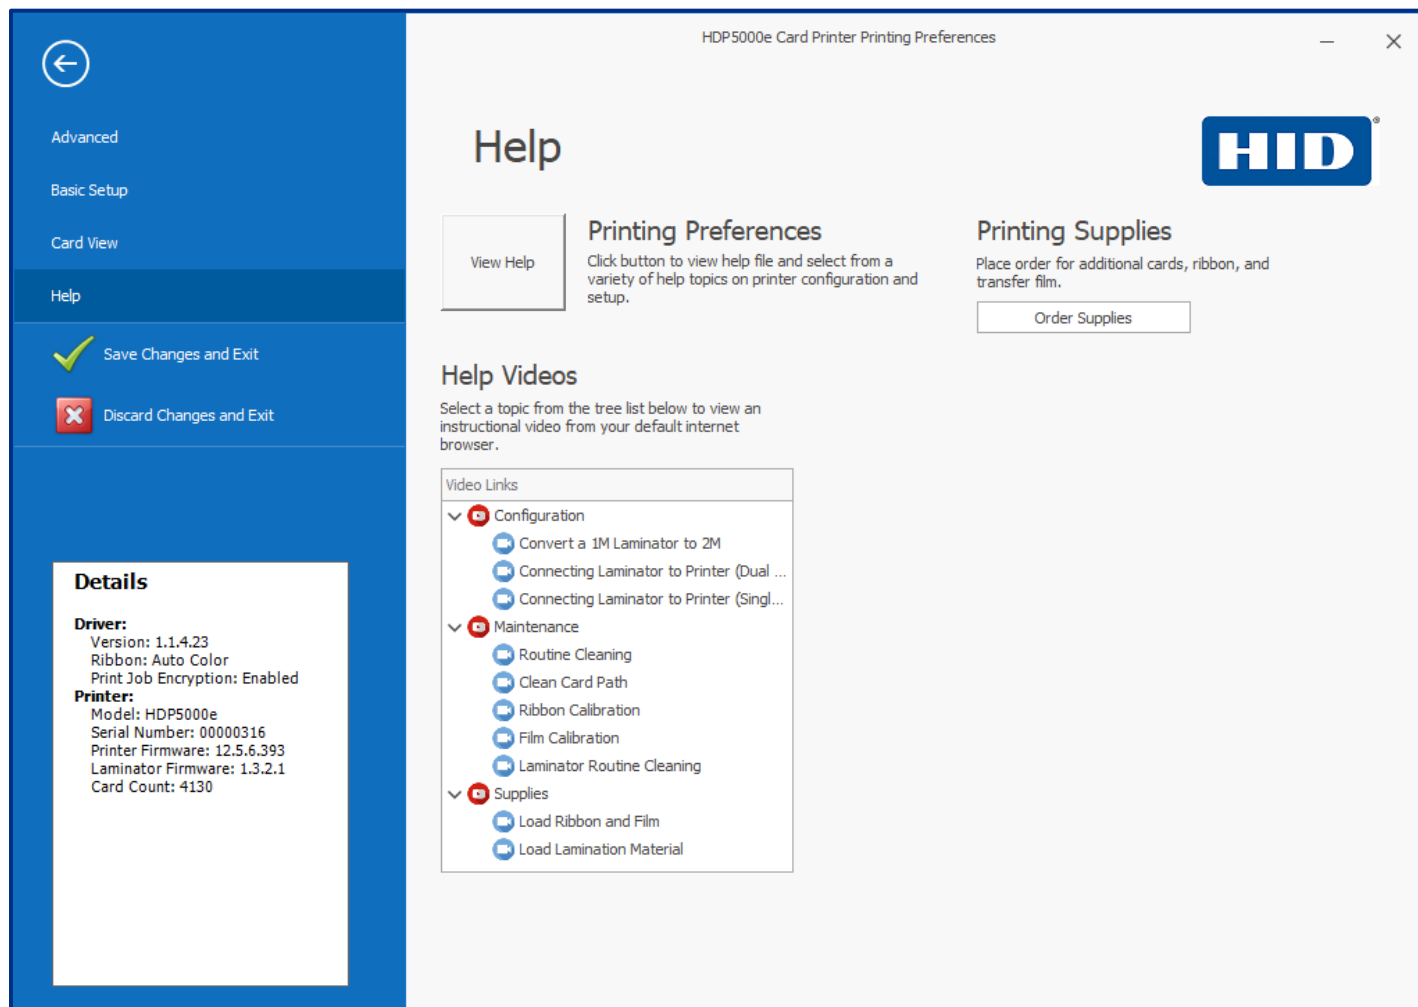 HDP5000e Card Printer Printing Preferences
Advanced
Basic Setup
Card View
Help
Save Changes and Exit
Discard Changes and Exit
Details
Driver:
Version: 1.1.4.23
Ribbon: Auto Color
Print Job Encryption: Enabled
Printer:
Model: HDP5000e
Serial Number: 00000316
Printer Firmware: 12.5.6.393
Laminator Firmware: 1.3.2.1
Card Count: 4130
Help
HID®
View Help
Printing Preferences
Click button to view help file and select from a
variety of help topics on printer configuration and
setup.
Printing Supplies
Place order for additional cards, ribbon, and
transfer film.
Order Supplies
Help Videos
Select a topic from the tree list below to view an
instructional video from your default internet
browser.
Video Links
Configuration
Convert a 1M Laminator to 2M
Connecting Laminator to Printer (Dual ...
Connecting Laminator to Printer (Singl...
Maintenance
Routine Cleaning
Clean Card Path
Ribbon Calibration
Film Calibration
Laminator Routine Cleaning
Supplies
Load Ribbon and Film
Load Lamination Material